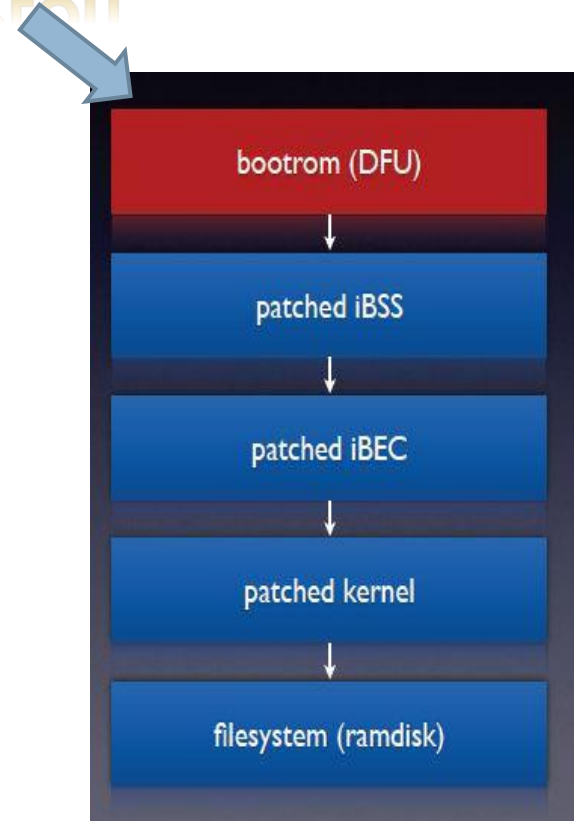 bootrom (DFU)
patched iBSS
patched iBEC
patched kernel
filesystem (ramdisk)